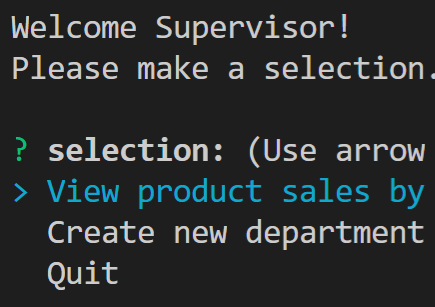 Welcome Supervisor!
Please make a selection.
? selection: (Use arrow
> View product sales by
Create new department
Quit